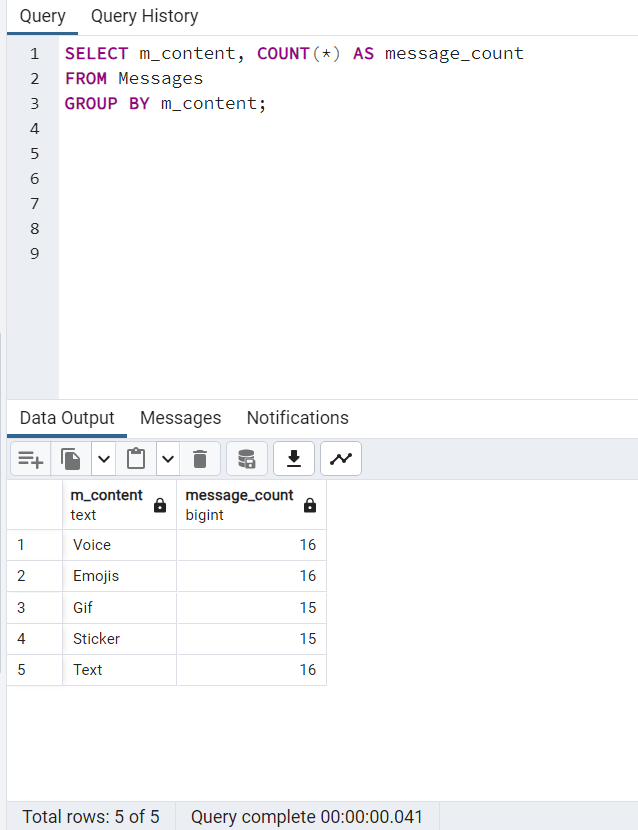 Query Query History
1 SELECT m_content, COUNT(*) AS message_count
2 FROM Messages
3 GROUP BY m_content;
4
5
6
7
8
9
Data Output Messages Notifications
m_content message_count
text bigint
1 Voice 16
2 Emojis 16
3 Gif 15
4 Sticker 15
5 Text 16
Total rows: 5 of 5 Query complete 00:00:00.041